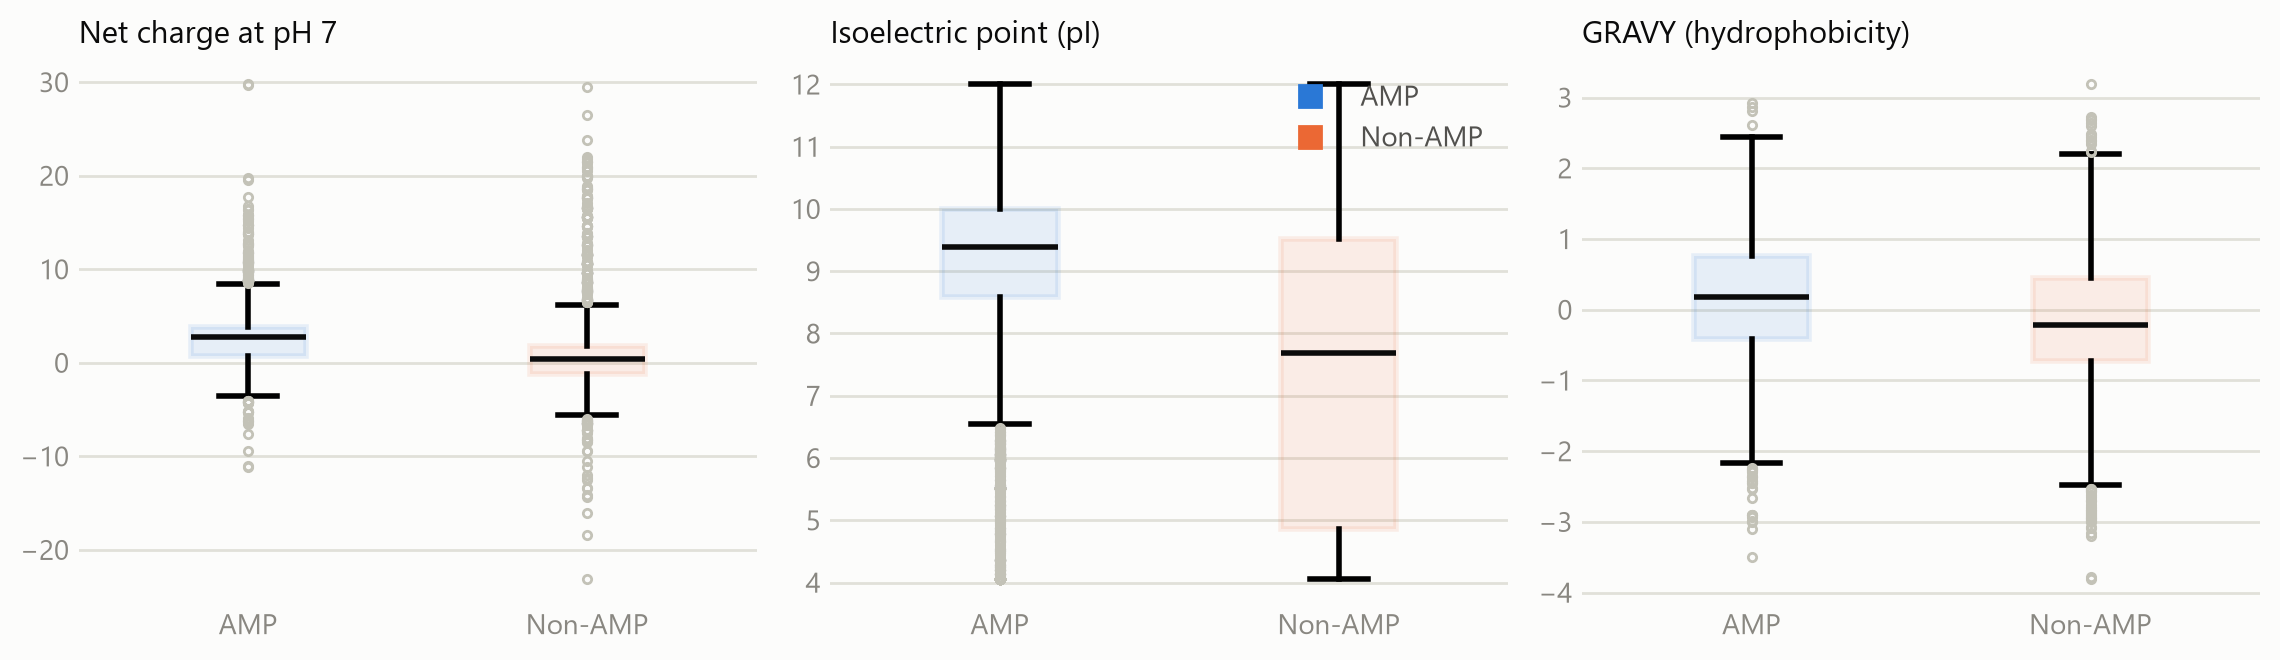 Net charge at pH 7
30
20
10
0
−10
−20
AMP
Non-AMP
Isoelectric point (pI)
12
11
10
9
8
7
6
5
4
AMP
Non-AMP
AMP
Non-AMP
GRAVY (hydrophobicity)
3
2
1
0
−1
−2
−3
−4
AMP
Non-AMP